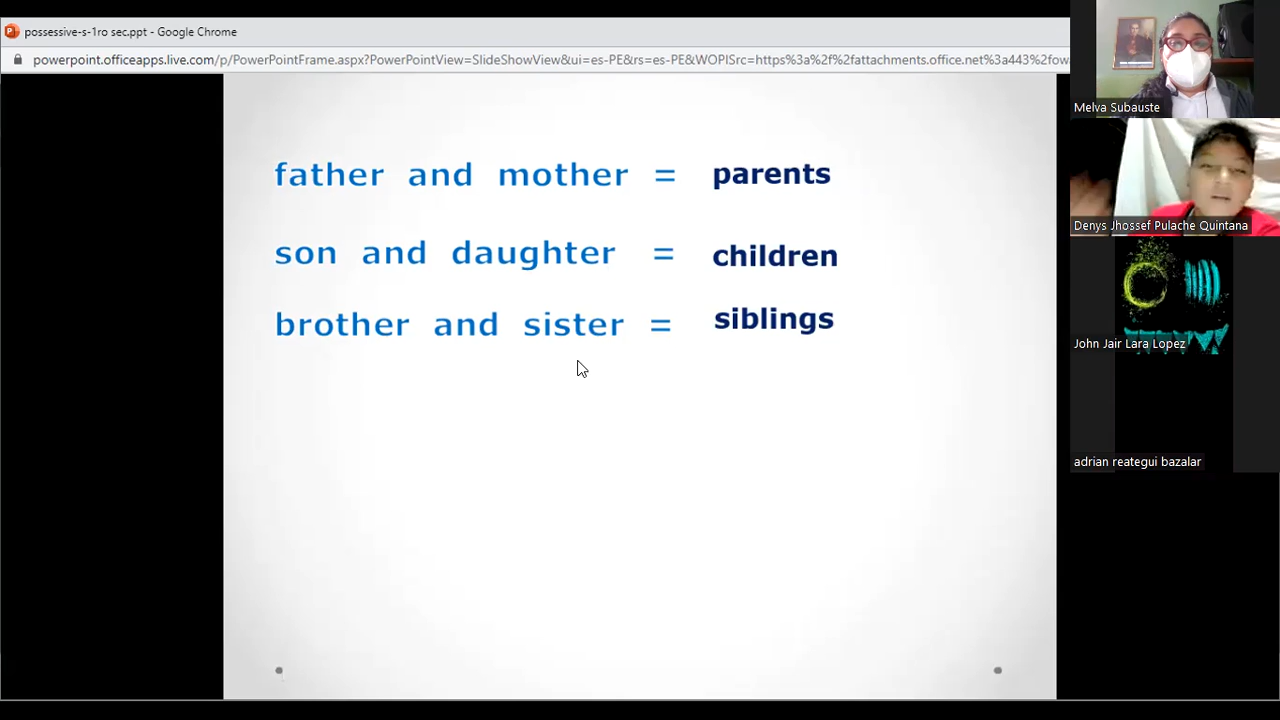 possessive-s-1ro sec.ppt - Google Chrome
powerpoint.officeapps.live.com/p/PowerPointFrame.aspx?PowerPointView=SlideShowView&ui=es-PE&rs=es-PE&WOPISrc=https%3a%2f%2fattachments.office.net%3a443%2fow
father and mother = parents
son and daughter = children
brother and sister = siblings
Melva Subauste
Denys Jhossef Pulache Quintana
John Jair Lara Lopez
adrian reategui bazalar